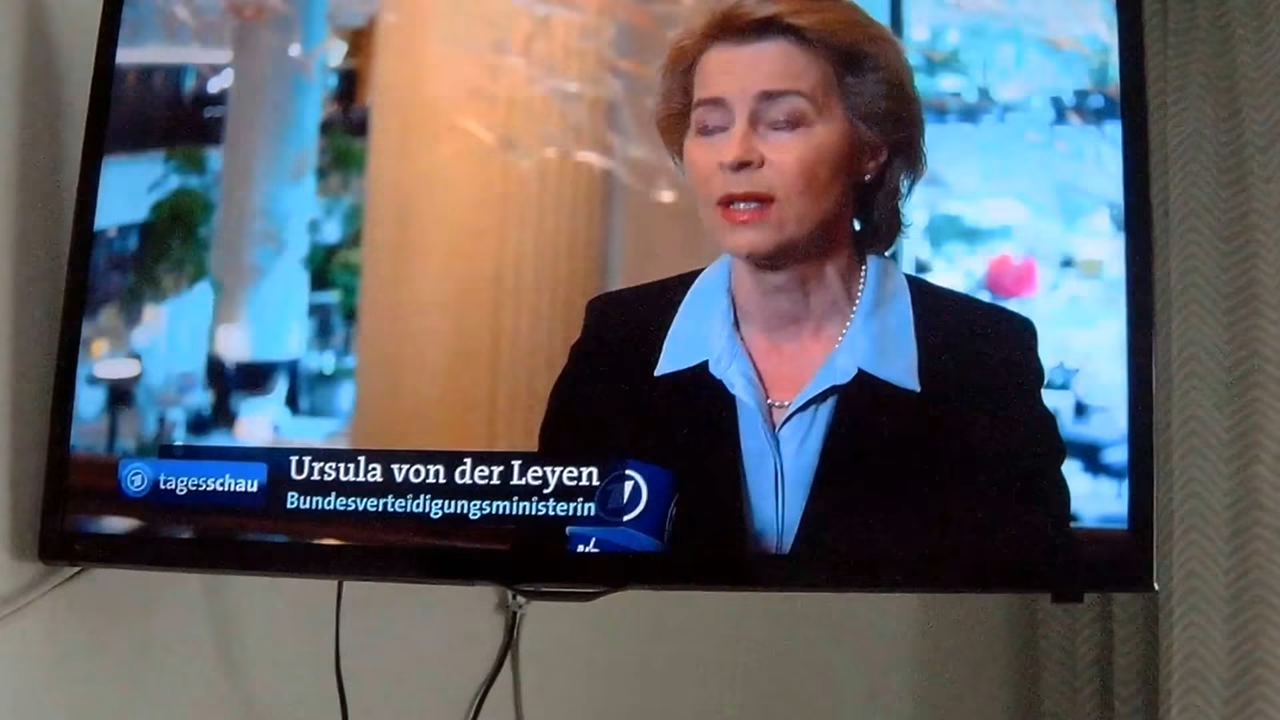 tagesschau
Ursula von der Leyen
Bundesverteidigungsministerin